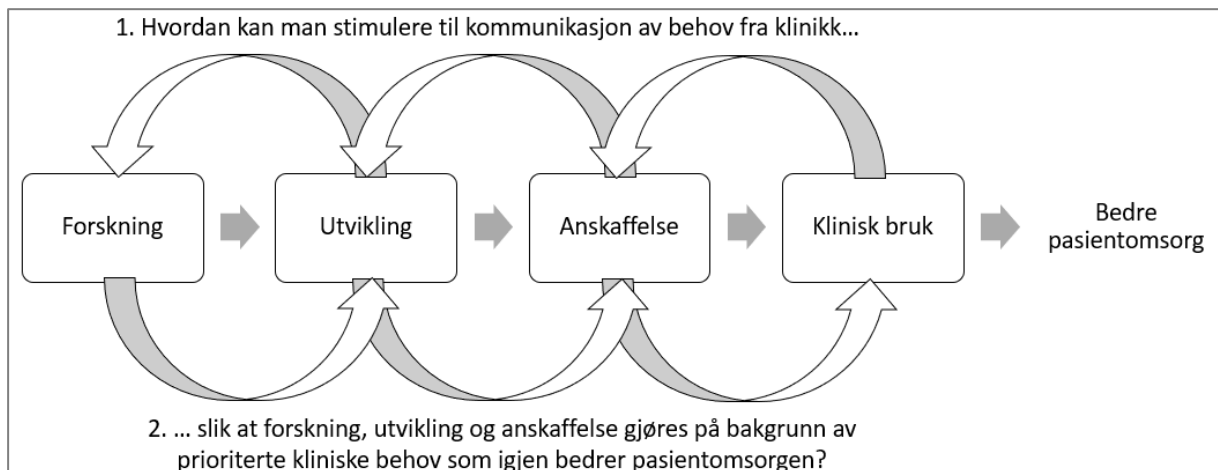 1. Hvordan kan man stimulere til kommunikasjon av behov fra klinikk…
Forskning
Utvikling
Anskaffelse
Klinisk bruk
Bedre
pasientomsorg
2. … slik at forskning, utvikling og anskaffelse gjøres på bakgrunn av
prioriterte kliniske behov som igjen bedrer pasientomsorgen?